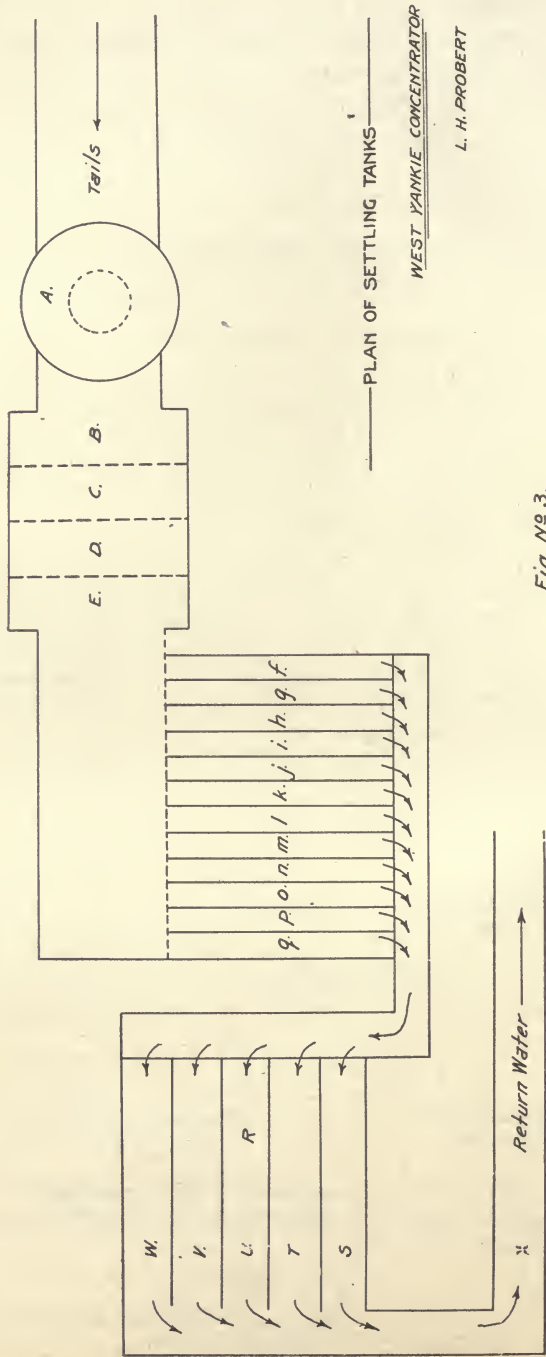 Tails
A.
B.
C.
D.
E.
f.
g.
h.
i.
j.
k.
l
m.
n.
o.
p.
q.
W.
V.
U.
R
T
S
X
Return Water
PLAN OF SETTLING TANKS
WEST YANKIE CONCENTRATOR
L. H. PROBERT
Fig. Nº 3.